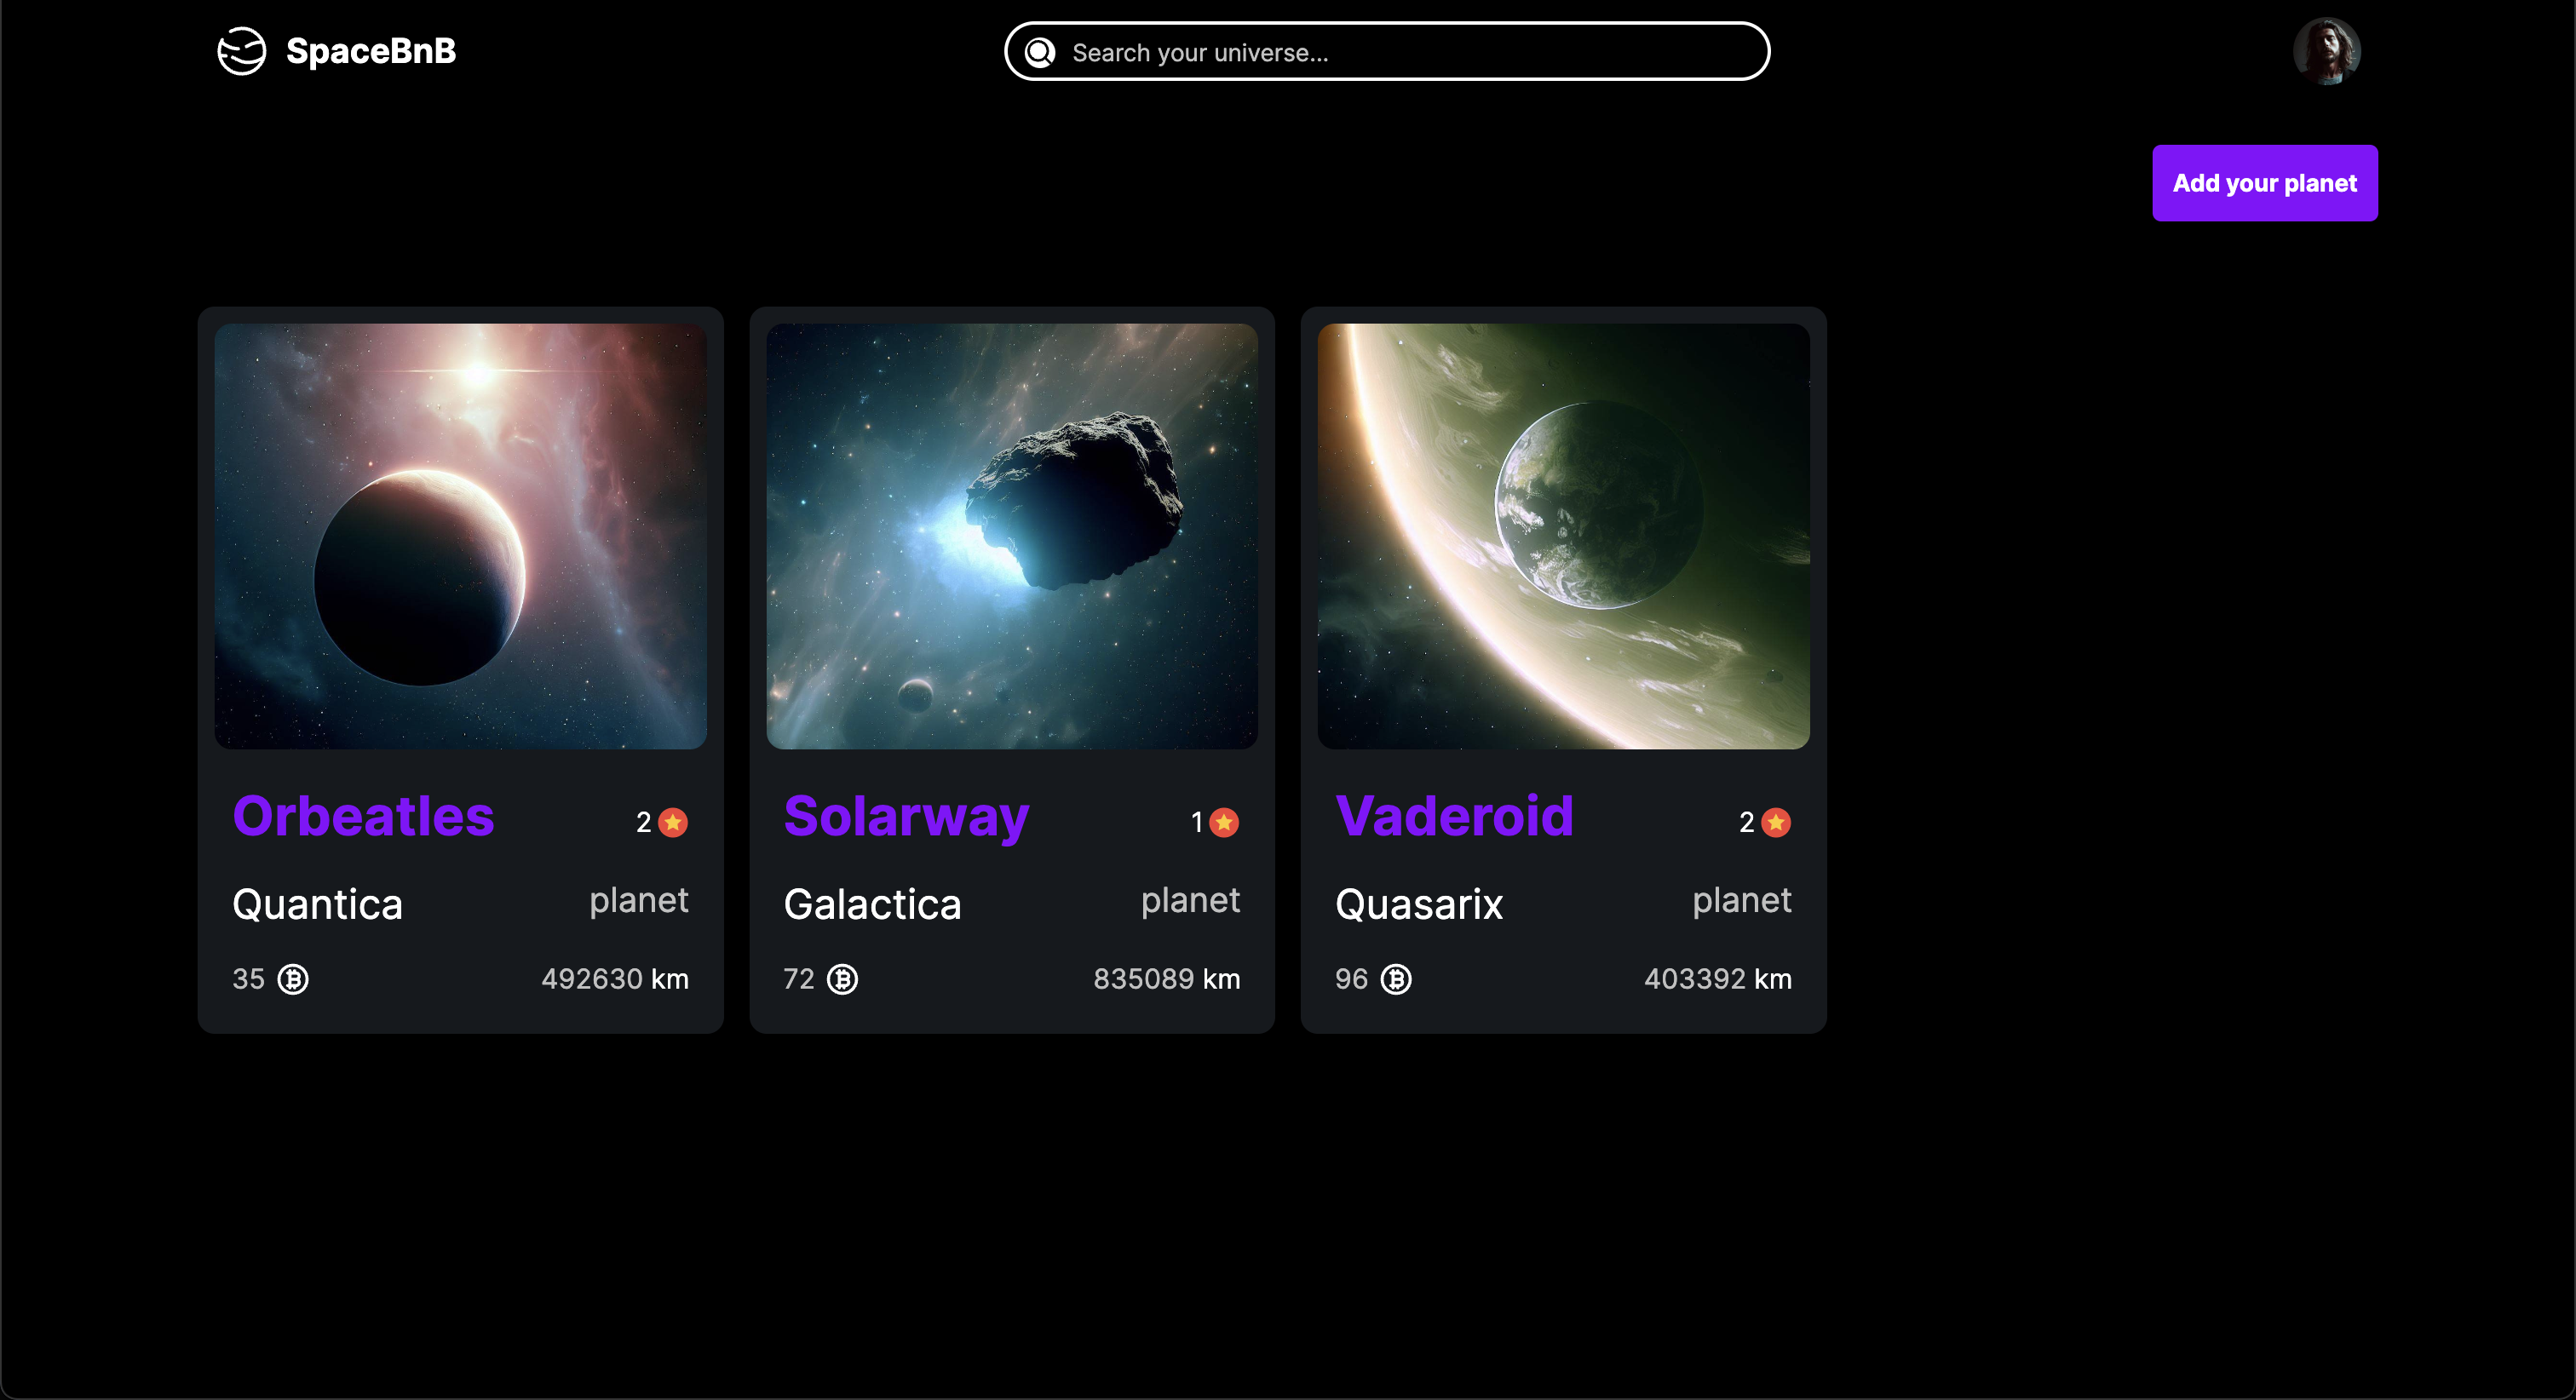 SpaceBnB
Search your universe...
Add your planet
Orbeatles
2
Quantica
planet
35
492630 km
Solarway
1
Galactica
planet
72
835089 km
Vaderoid
2
Quasarix
planet
96
403392 km